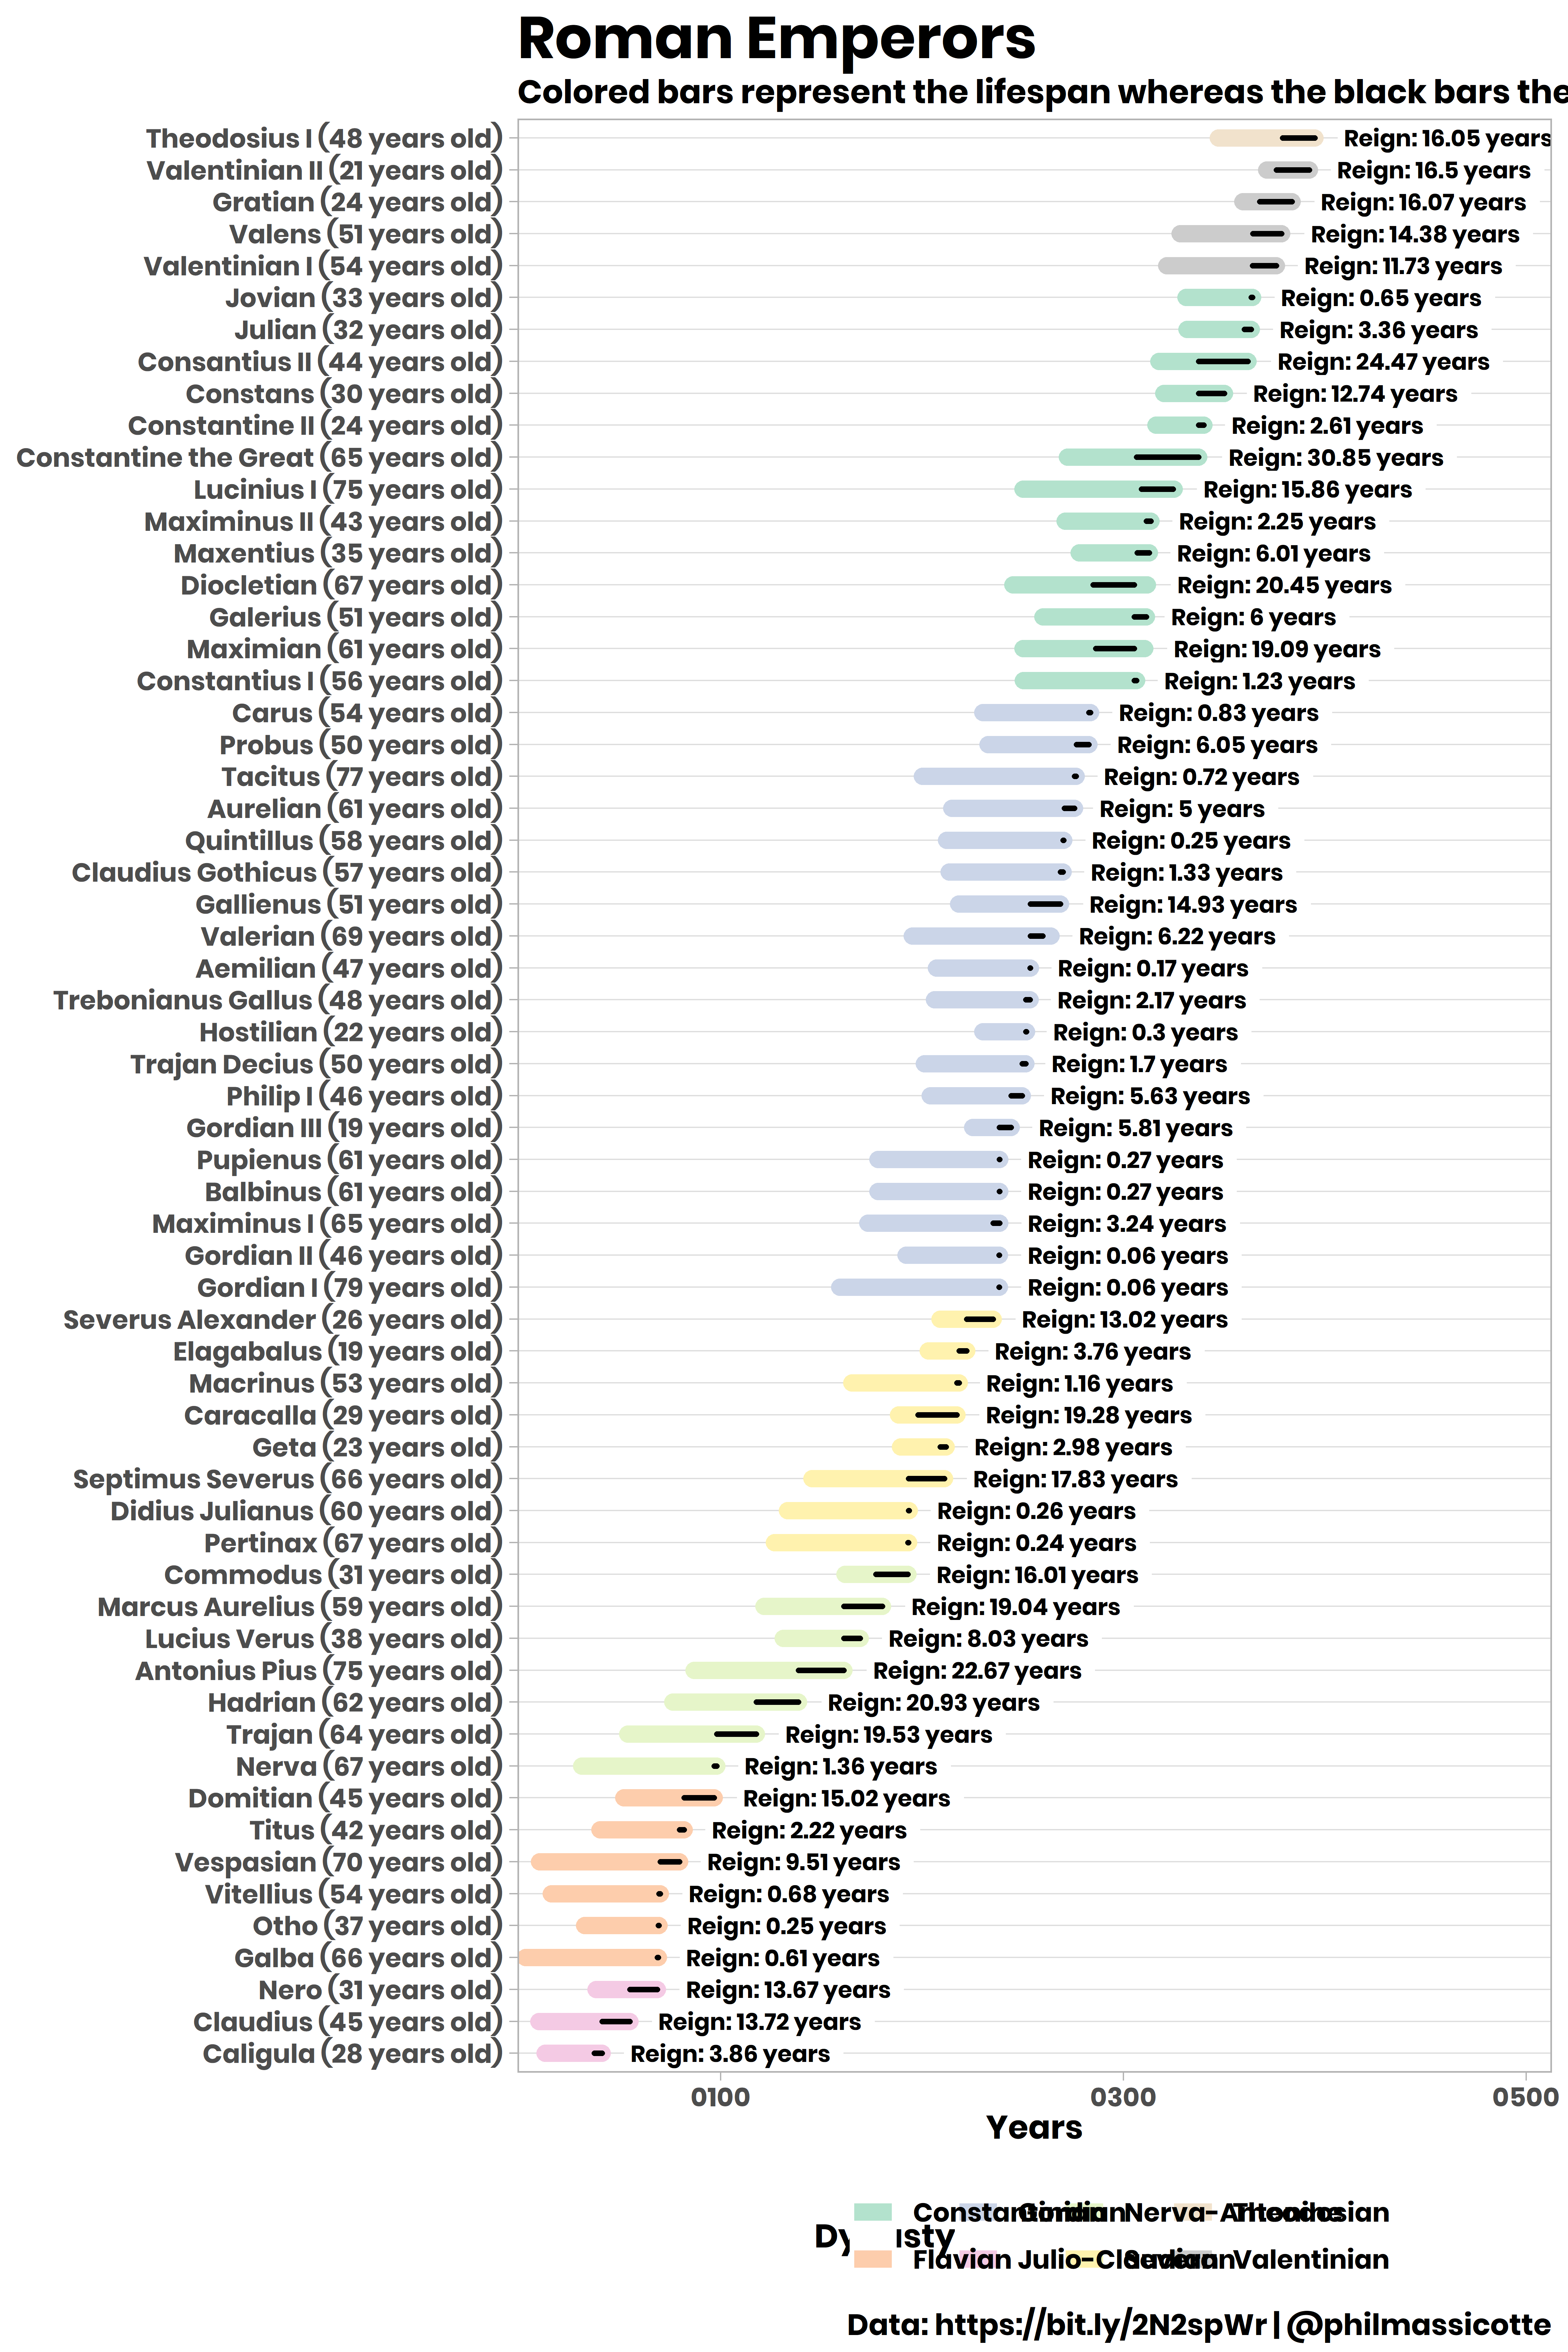 Roman Emperors
Colored bars represent the lifespan whereas the black bars the
Theodosius I (48 years old) Reign: 16.05 years
Valentinian II (21 years old) Reign: 16.5 years
Gratian (24 years old) Reign: 16.07 years
Valens (51 years old) Reign: 14.38 years
Valentinian I (54 years old) Reign: 11.73 years
Jovian (33 years old) Reign: 0.65 years
Julian (32 years old) Reign: 3.36 years
Consantius II (44 years old) Reign: 24.47 years
Constans (30 years old) Reign: 12.74 years
Constantine II (24 years old) Reign: 2.61 years
Constantine the Great (65 years old) Reign: 30.85 years
Lucinius I (75 years old) Reign: 15.86 years
Maximinus II (43 years old) Reign: 2.25 years
Maxentius (35 years old) Reign: 6.01 years
Diocletian (67 years old) Reign: 20.45 years
Galerius (51 years old) Reign: 6 years
Maximian (61 years old) Reign: 19.09 years
Constantius I (56 years old) Reign: 1.23 years
Carus (54 years old) Reign: 0.83 years
Probus (50 years old) Reign: 6.05 years
Tacitus (77 years old) Reign: 0.72 years
Aurelian (61 years old) Reign: 5 years
Quintillus (58 years old) Reign: 0.25 years
Claudius Gothicus (57 years old) Reign: 1.33 years
Gallienus (51 years old) Reign: 14.93 years
Valerian (69 years old) Reign: 6.22 years
Aemilian (47 years old) Reign: 0.17 years
Trebonianus Gallus (48 years old) Reign: 2.17 years
Hostilian (22 years old) Reign: 0.3 years
Trajan Decius (50 years old) Reign: 1.7 years
Philip I (46 years old) Reign: 5.63 years
Gordian III (19 years old) Reign: 5.81 years
Pupienus (61 years old) Reign: 0.27 years
Balbinus (61 years old) Reign: 0.27 years
Maximinus I (65 years old) Reign: 3.24 years
Gordian II (46 years old) Reign: 0.06 years
Gordian I (79 years old) Reign: 0.06 years
Severus Alexander (26 years old) Reign: 13.02 years
Elagabalus (19 years old) Reign: 3.76 years
Macrinus (53 years old) Reign: 1.16 years
Caracalla (29 years old) Reign: 19.28 years
Geta (23 years old) Reign: 2.98 years
Septimus Severus (66 years old) Reign: 17.83 years
Didius Julianus (60 years old) Reign: 0.26 years
Pertinax (67 years old) Reign: 0.24 years
Commodus (31 years old) Reign: 16.01 years
Marcus Aurelius (59 years old) Reign: 19.04 years
Lucius Verus (38 years old) Reign: 8.03 years
Antonius Pius (75 years old) Reign: 22.67 years
Hadrian (62 years old) Reign: 20.93 years
Trajan (64 years old) Reign: 19.53 years
Nerva (67 years old) Reign: 1.36 years
Domitian (45 years old) Reign: 15.02 years
Titus (42 years old) Reign: 2.22 years
Vespasian (70 years old) Reign: 9.51 years
Vitellius (54 years old) Reign: 0.68 years
Otho (37 years old) Reign: 0.25 years
Galba (66 years old) Reign: 0.61 years
Nero (31 years old) Reign: 13.67 years
Claudius (45 years old) Reign: 13.72 years
Caligula (28 years old) Reign: 3.86 years
0100 0300 0500
Years
Flavian Julio-Claudian Valentinian
Data: https://bit.ly/2N2spWr | @philmassicotte